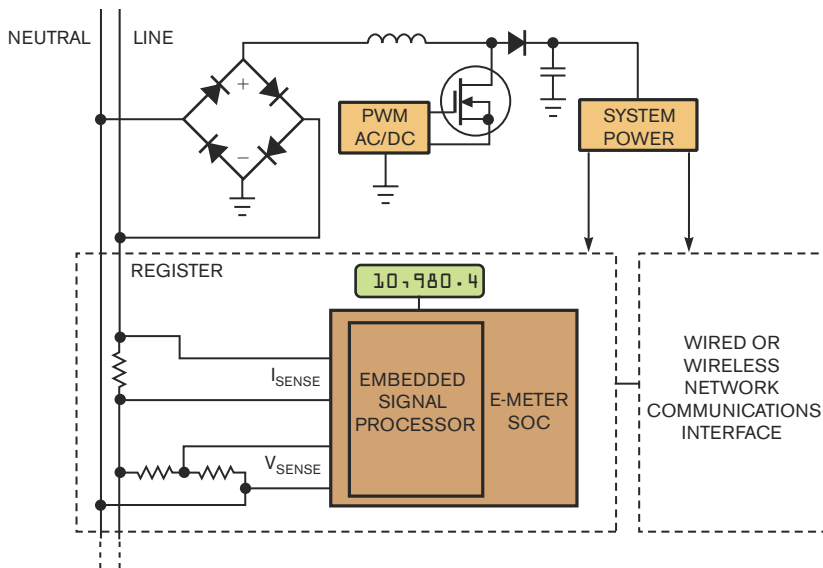 NEUTRAL
LINE
+
−
PWM
AC/DC
SYSTEM
POWER
REGISTER
10,980.4
ISENSE
VSENSE
EMBEDDED
SIGNAL
PROCESSOR
E-METER
SOC
WIRED OR
WIRELESS
NETWORK
COMMUNICATIONS
INTERFACE